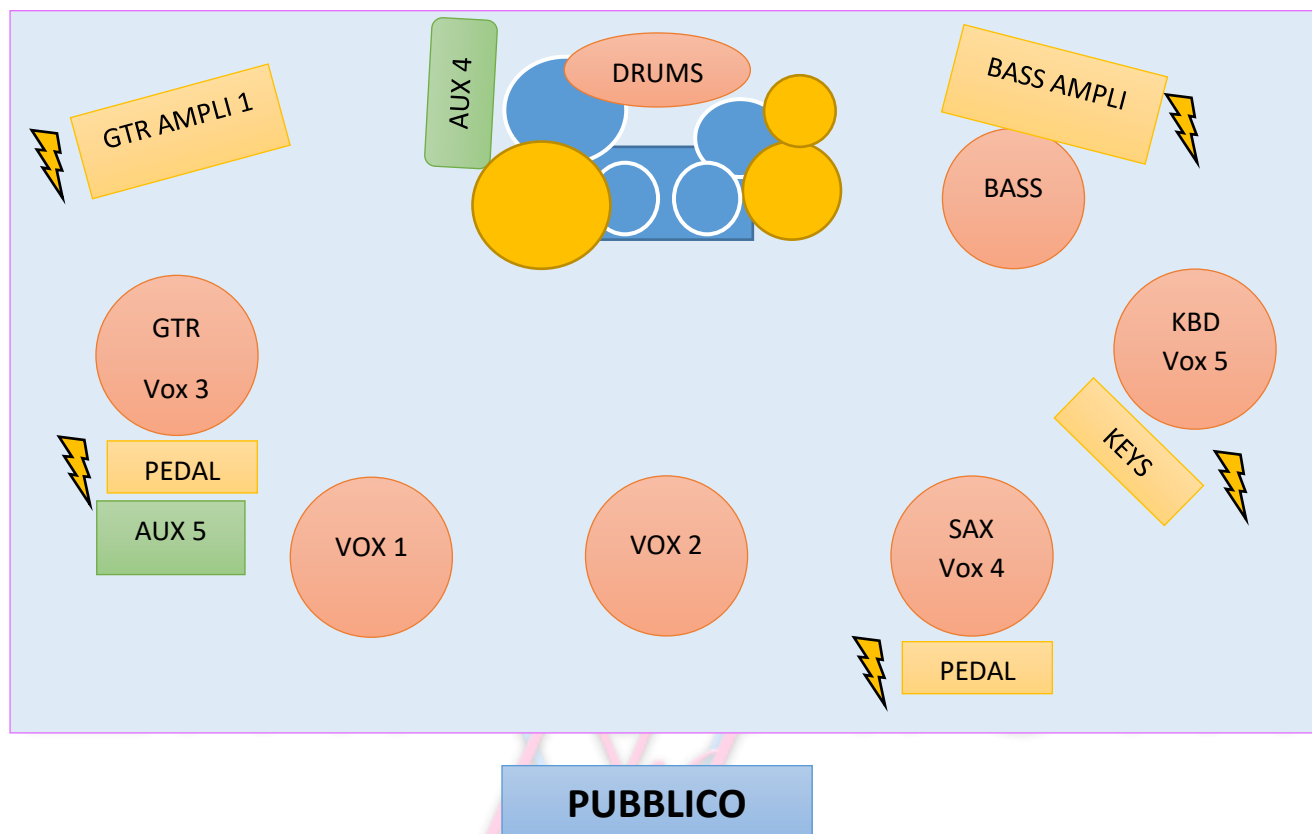 GTR AMPLI 1
AUX 4
DRUMS
BASS AMPLI
BASS
GTR
Vox 3
KBD
Vox 5
PEDAL
KEYS
AUX 5
VOX 1
VOX 2
SAX
Vox 4
PEDAL
PUBBLICO